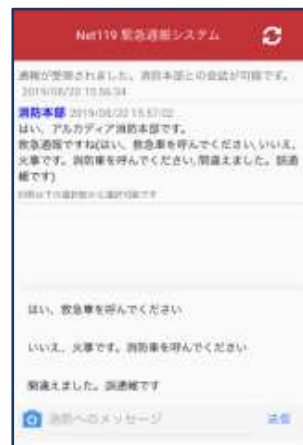 Net119 緊急通報システム
通報が受理されました。消防本部との会話が可能です。
2019/08/20 15:56:54
消防本部 2019/08/20 15:57:02
はい、アルカディア消防本部です。
救急通報ですね(はい、救急車を呼んでください,いいえ、
火事です。消防車を呼んでください,間違えました。誤通
報です)
はい、救急車を呼んでください
いいえ、火事です。消防車を呼んでください
間違えました。誤通報です
消防へのメッセージ
送信